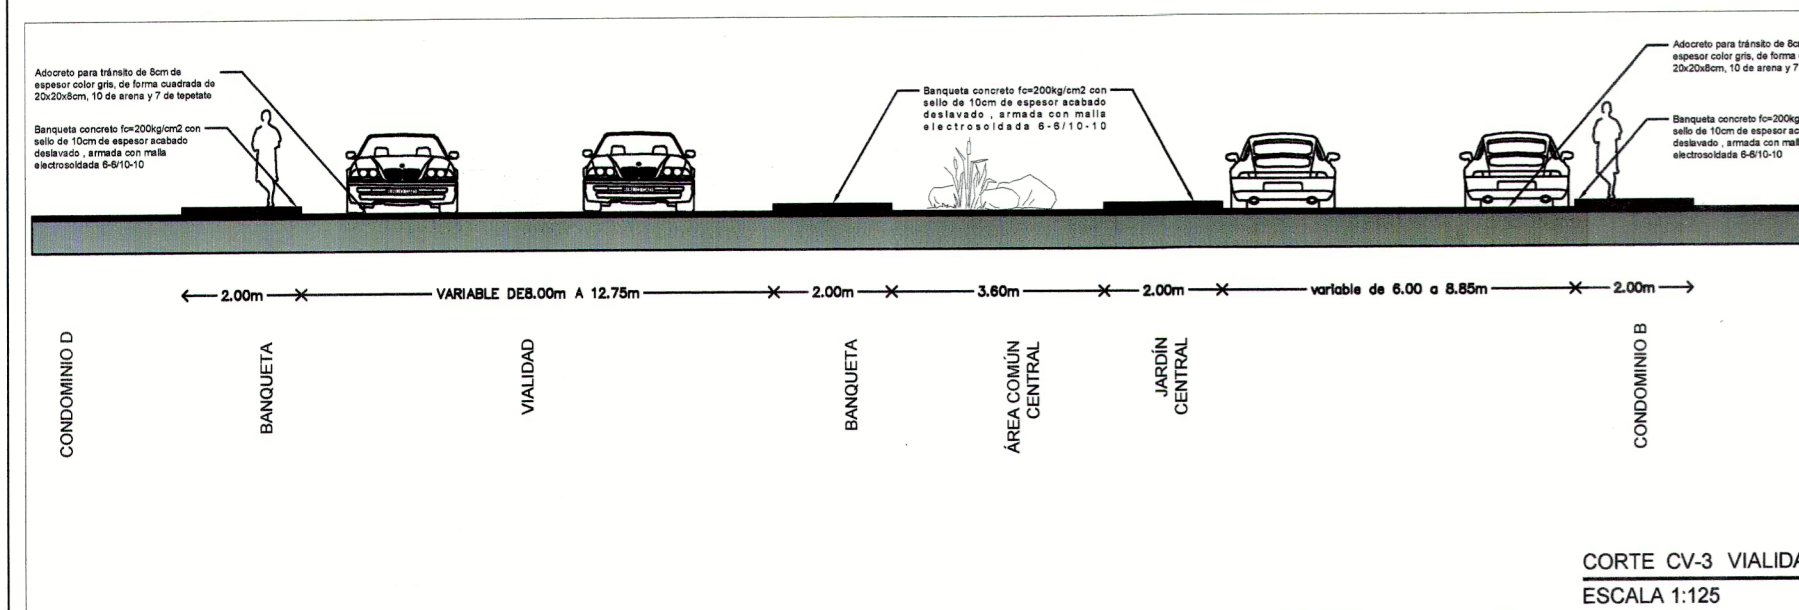 Adocreto para tránsito de 8cm de
espesor color gris, de forma cuadrada de
20x20x8cm, 10 de arena y 7 de tepetate
Banqueta concreto fc=200kg/cm2 con
sello de 10cm de espesor acabado
deslavado , armada con malla
electrosoldada 6-6/10-10
Banqueta concreto fc=200kg/cm2 con
sello de 10cm de espesor acabado
deslavado , armada con malla
electrosoldada 6-6/10-10
Adocreto para tránsito de 8c
espesor color gris, de forma
20x20x8cm, 10 de arena y 7
Banqueta concreto fc=200kg
sello de 10cm de espesor ac
deslavado , armada con mal
electrosoldada 6-6/10-10
2.00m
VARIABLE DE8.00m A 12.75m
2.00m
3.60m
2.00m
variable de 6.00 a 8.85m
2.00m
CONDOMINIO D
BANQUETA
VIALIDAD
BANQUETA
ÁREA COMÚN
CENTRAL
JARDÍN
CENTRAL
CONDOMINIO B
CORTE CV-3 VIALIDA
ESCALA 1:125